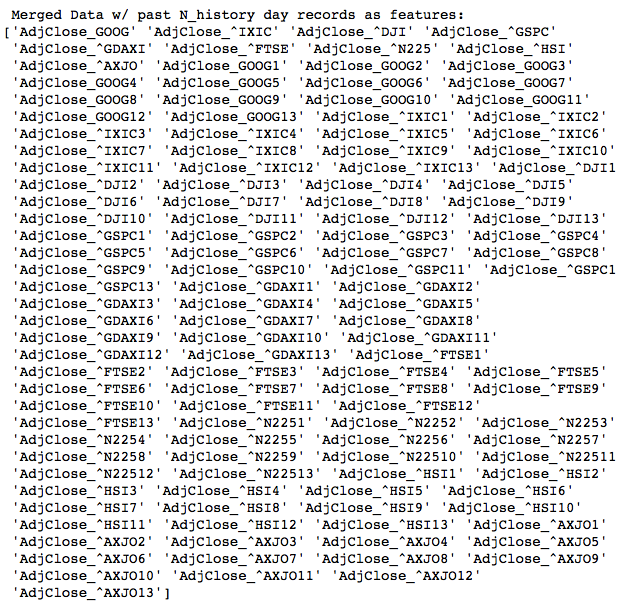 Merged Data w/ past N_history day records as features:
['AdjClose_GOOG' 'AdjClose_^IXIC' 'AdjClose_^DJI' 'AdjClose_^GSPC'
'AdjClose_^GDAXI' 'AdjClose_^FTSE' 'AdjClose_^N225' 'AdjClose_^HSI'
'AdjClose_^AXJO' 'AdjClose_GOOG1' 'AdjClose_GOOG2' 'AdjClose_GOOG3'
'AdjClose_GOOG4' 'AdjClose_GOOG5' 'AdjClose_GOOG6' 'AdjClose_GOOG7'
'AdjClose_GOOG8' 'AdjClose_GOOG9' 'AdjClose_GOOG10' 'AdjClose_GOOG11'
'AdjClose_GOOG12' 'AdjClose_GOOG13' 'AdjClose_^IXIC1' 'AdjClose_^IXIC2'
'AdjClose_^IXIC3' 'AdjClose_^IXIC4' 'AdjClose_^IXIC5' 'AdjClose_^IXIC6'
'AdjClose_^IXIC7' 'AdjClose_^IXIC8' 'AdjClose_^IXIC9' 'AdjClose_^IXIC10'
'AdjClose_^IXIC11' 'AdjClose_^IXIC12' 'AdjClose_^IXIC13' 'AdjClose_^DJI1
'AdjClose_^DJI2' 'AdjClose_^DJI3' 'AdjClose_^DJI4' 'AdjClose_^DJI5'
'AdjClose_^DJI6' 'AdjClose_^DJI7' 'AdjClose_^DJI8' 'AdjClose_^DJI9'
'AdjClose_^DJI10' 'AdjClose_^DJI11' 'AdjClose_^DJI12' 'AdjClose_^DJI13'
'AdjClose_^GSPC1' 'AdjClose_^GSPC2' 'AdjClose_^GSPC3' 'AdjClose_^GSPC4'
'AdjClose_^GSPC5' 'AdjClose_^GSPC6' 'AdjClose_^GSPC7' 'AdjClose_^GSPC8'
'AdjClose_^GSPC9' 'AdjClose_^GSPC10' 'AdjClose_^GSPC11' 'AdjClose_^GSPC1
'AdjClose_^GSPC13' 'AdjClose_^GDAXI1' 'AdjClose_^GDAXI2'
'AdjClose_^GDAXI3' 'AdjClose_^GDAXI4' 'AdjClose_^GDAXI5'
'AdjClose_^GDAXI6' 'AdjClose_^GDAXI7' 'AdjClose_^GDAXI8'
'AdjClose_^GDAXI9' 'AdjClose_^GDAXI10' 'AdjClose_^GDAXI11'
'AdjClose_^GDAXI12' 'AdjClose_^GDAXI13' 'AdjClose_^FTSE1'
'AdjClose_^FTSE2' 'AdjClose_^FTSE3' 'AdjClose_^FTSE4' 'AdjClose_^FTSE5'
'AdjClose_^FTSE6' 'AdjClose_^FTSE7' 'AdjClose_^FTSE8' 'AdjClose_^FTSE9'
'AdjClose_^FTSE10' 'AdjClose_^FTSE11' 'AdjClose_^FTSE12'
'AdjClose_^FTSE13' 'AdjClose_^N2251' 'AdjClose_^N2252' 'AdjClose_^N2253'
'AdjClose_^N2254' 'AdjClose_^N2255' 'AdjClose_^N2256' 'AdjClose_^N2257'
'AdjClose_^N2258' 'AdjClose_^N2259' 'AdjClose_^N22510' 'AdjClose_^N22511
'AdjClose_^N22512' 'AdjClose_^N22513' 'AdjClose_^HSI1' 'AdjClose_^HSI2'
'AdjClose_^HSI3' 'AdjClose_^HSI4' 'AdjClose_^HSI5' 'AdjClose_^HSI6'
'AdjClose_^HSI7' 'AdjClose_^HSI8' 'AdjClose_^HSI9' 'AdjClose_^HSI10'
'AdjClose_^HSI11' 'AdjClose_^HSI12' 'AdjClose_^HSI13' 'AdjClose_^AXJO1'
'AdjClose_^AXJO2' 'AdjClose_^AXJO3' 'AdjClose_^AXJO4' 'AdjClose_^AXJO5'
'AdjClose_^AXJO6' 'AdjClose_^AXJO7' 'AdjClose_^AXJO8' 'AdjClose_^AXJO9'
'AdjClose_^AXJO10' 'AdjClose_^AXJO11' 'AdjClose_^AXJO12'
'AdjClose_^AXJO13']